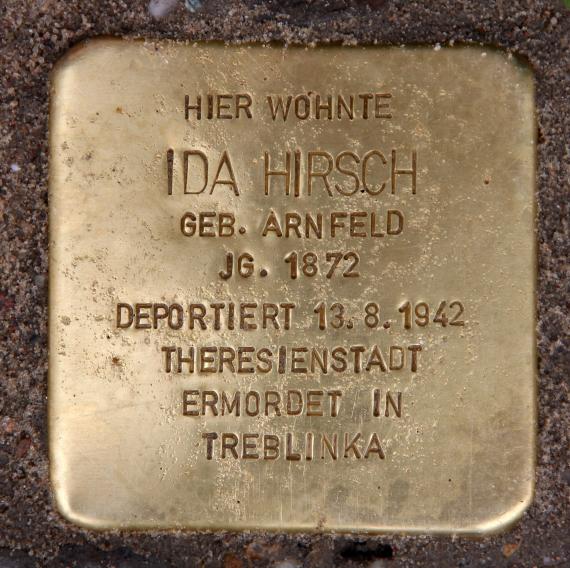 HIER WOHNTE
IDA HIRSCH
GEB. ARNFELD
JG. 1872
DEPORTIERT 13.8.1942
THERESIENSTADT
ERMORDET IN
TREBLINKA